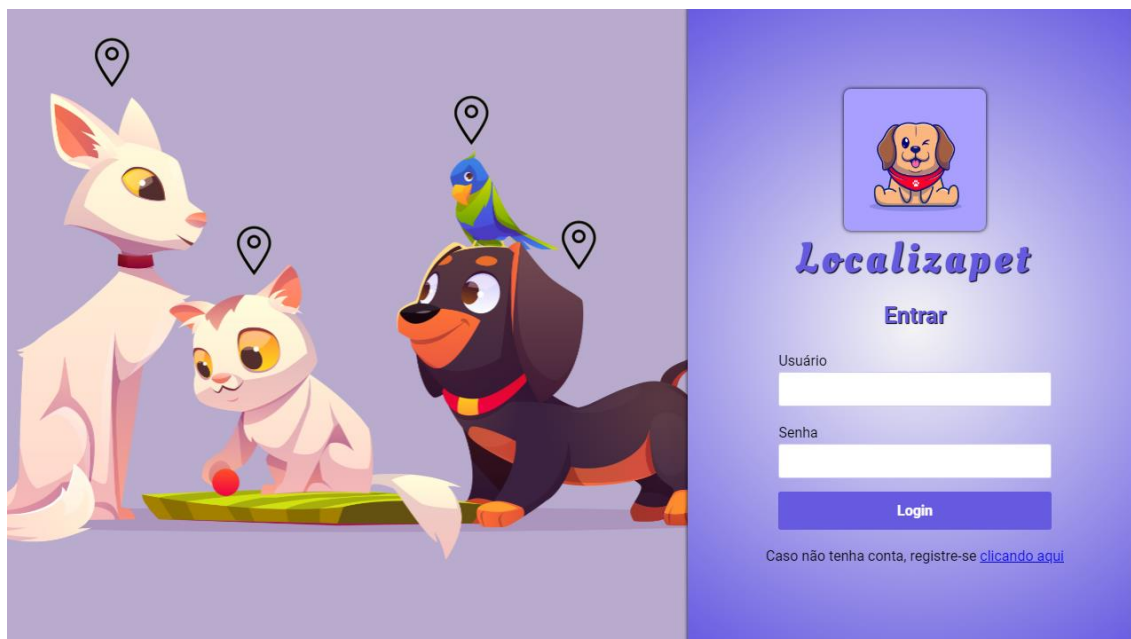 Localizapet
Entrar
Usuário
Senha
Login
Caso não tenha conta, registre-se clicando aqui